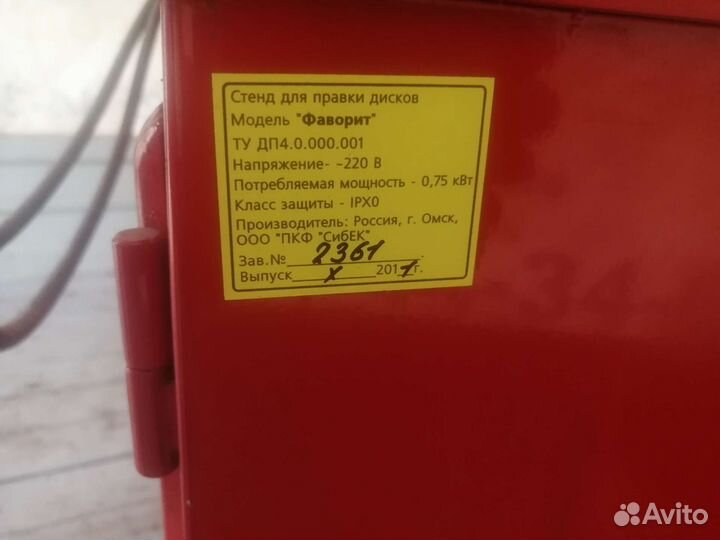 Стенд для правки дисков
Модель "Фаворит"
ТУ ДП4.0.000.001
Напряжение- ~220 В
Потребляемая мощность - 0,75 кВт
Класс защиты - IPX0
Производитель: Россия, г. Омск,
ООО "ПКФ "СибЕК"
Зав.№ 2361.
Выпуск X 2011г.
Avito